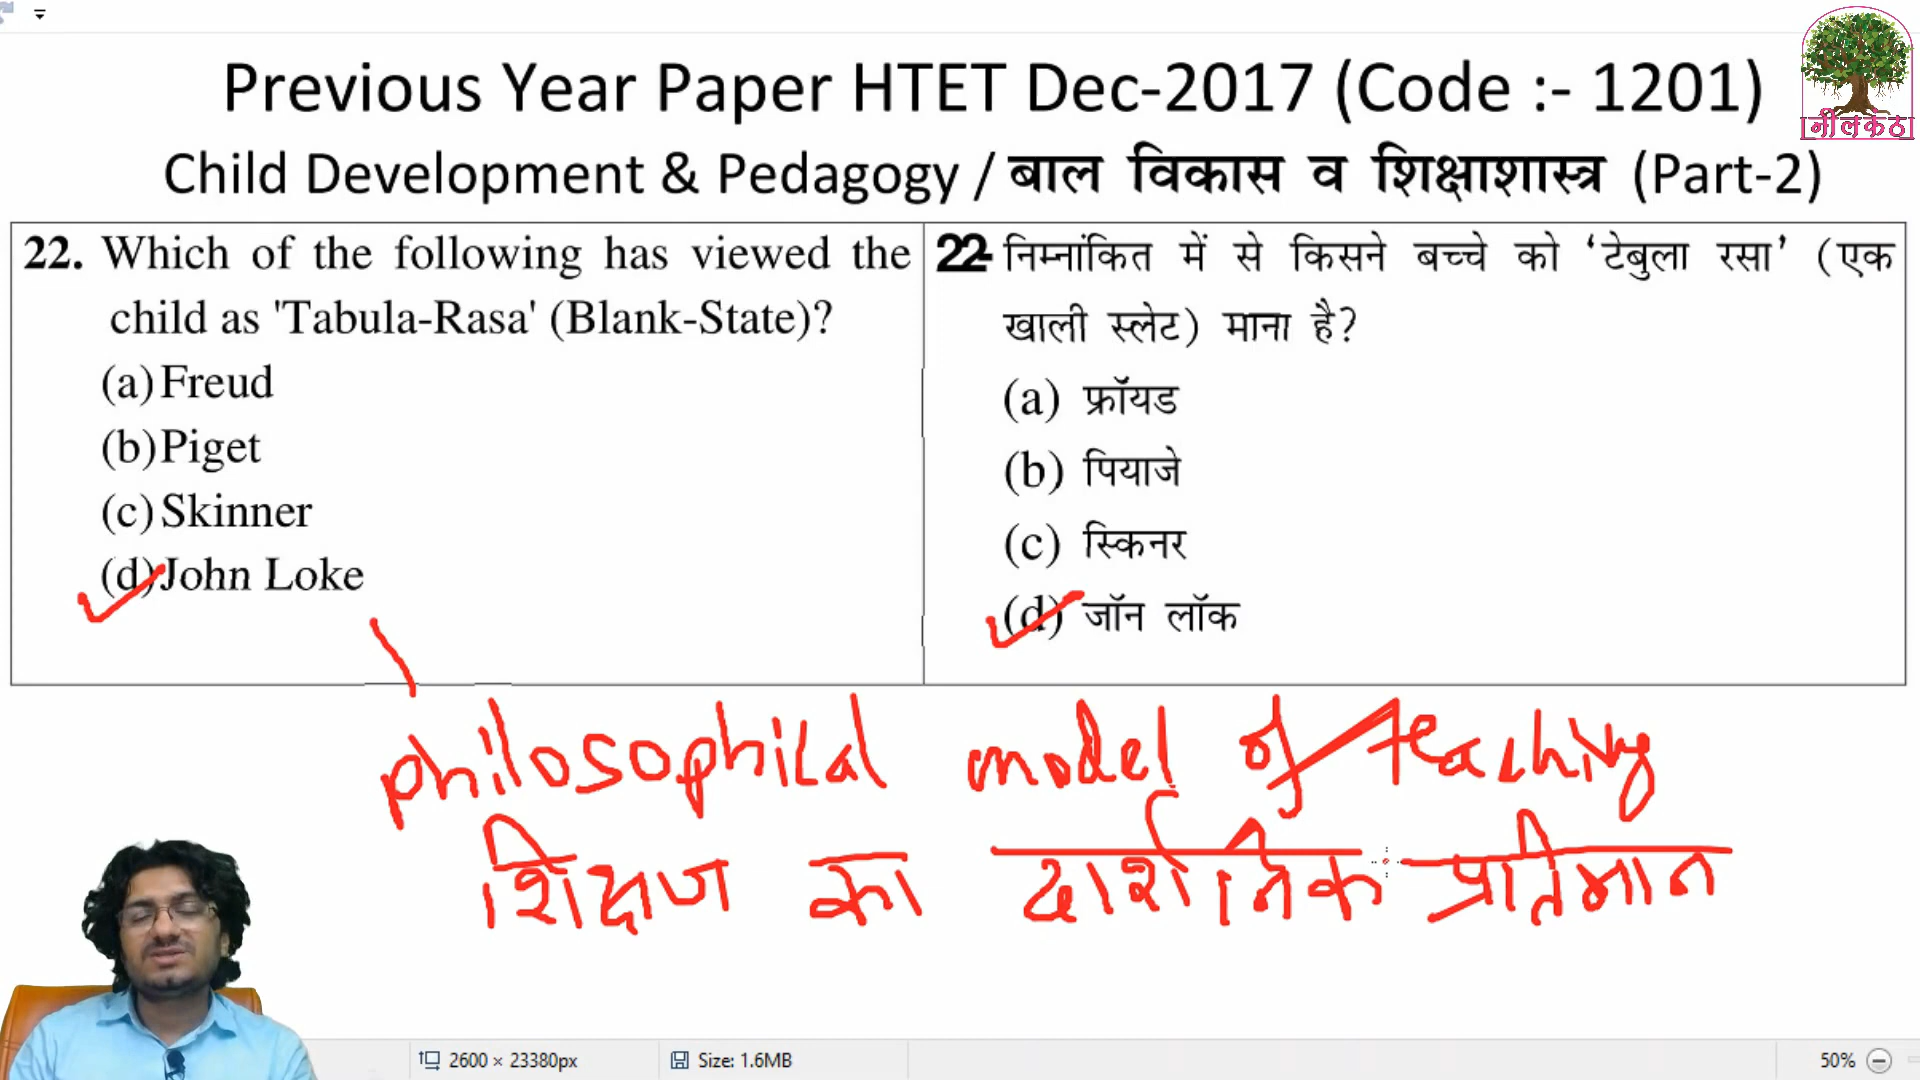 Previous Year Paper HTET Dec-2017 (Code :- 1201)
नीलकंठ
Child Development & Pedagogy / बाल विकास व शिक्षाशास्त्र (Part-2)
22. Which of the following has viewed the
child as 'Tabula-Rasa' (Blank-State)?
(a) Freud
(b) Piget
(c) Skinner
(d) John Loke
22. निम्नांकित में से किसने बच्चे को ‘टेबुला रसा’ (एक
खाली स्लेट) माना है?
(a) फ्रॉयड
(b) पियाजे
(c) स्किनर
(d) जॉन लॉक
philosophical model of teaching
शिक्षण का दार्शनिक प्रतिमान
2600 × 23380px
Size: 1.6MB
50%